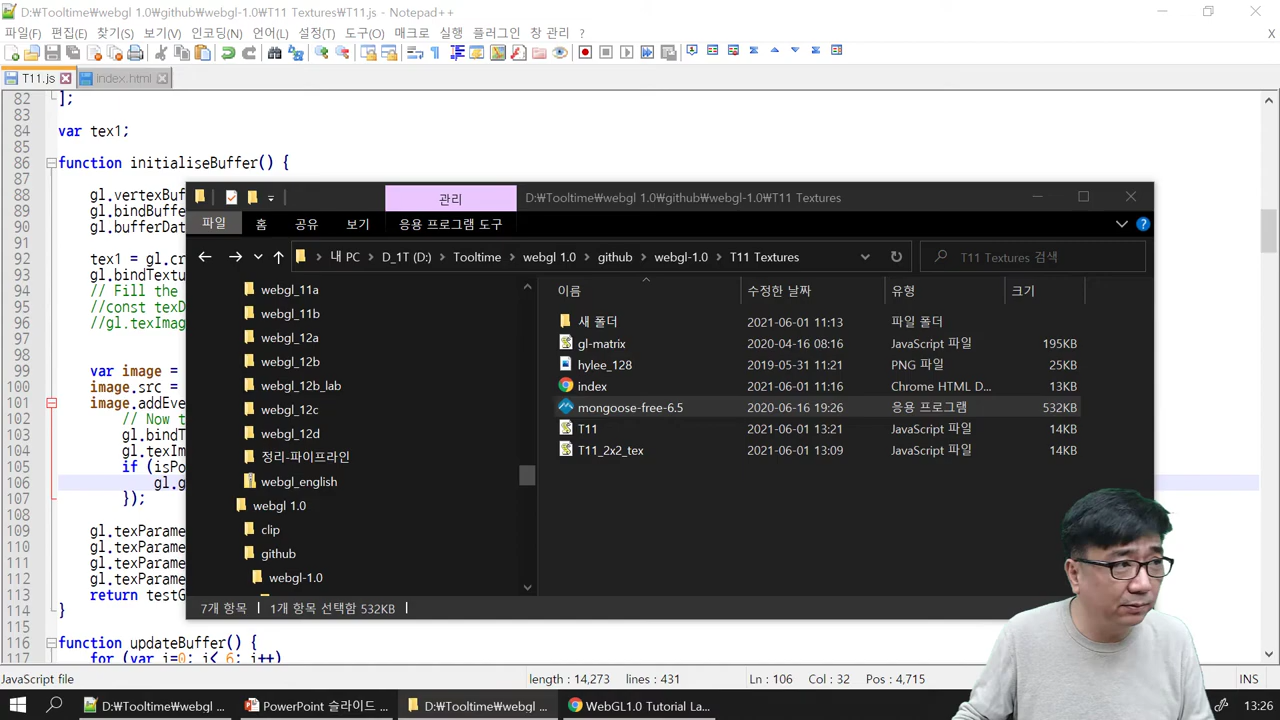 D:\Tooltime\webgl 1.0\github\webgl-1.0\T11 Textures\T11.js - Notepad++
파일(F) 편집(E) 찾기(S) 보기(V) 인코딩(N) 언어(L) 설정(T) 도구(O) 매크로 실행 플러그인 창 관리 ? X
T11.js index.html
82 ];
83
84 var tex1;
85
86 function initialiseBuffer() {
87
88 gl.vertexBuf
89 gl.bindBuffe
90 gl.bufferDat
91
92 tex1 = gl.cr
93 gl.bindTextu
94 // Fill the
95 //const texD
96 //gl.texImag
97
98
99 var image =
100 image.src =
101 image.addEve
102 // Now t
103 gl.bindT
104 gl.texIm
105 if (isPo
106 gl.g
107 });
108
109 gl.texParame
110 gl.texParame
111 gl.texParame
112 gl.texParame
113 return testG
114 }
115
116 function updateBuffer() {
117 for (var i=0; i< 6; i++)
관리 D:\Tooltime\webgl 1.0\github\webgl-1.0\T11 Textures
파일 홈 공유 보기 응용 프로그램 도구
내 PC > D_1T (D:) > Tooltime > webgl 1.0 > github > webgl-1.0 > T11 Textures T11 Textures 검색
webgl_11a
webgl_11b
webgl_12a
webgl_12b
webgl_12b_lab
webgl_12c
webgl_12d
정리-파이프라인
webgl_english
webgl 1.0
clip
github
webgl-1.0
이름 수정한 날짜 유형 크기
새 폴더 2021-06-01 11:13 파일 폴더
gl-matrix 2020-04-16 08:16 JavaScript 파일 195KB
hylee_128 2019-05-31 11:21 PNG 파일 25KB
index 2021-06-01 11:16 Chrome HTML D... 13KB
mongoose-free-6.5 2020-06-16 19:26 응용 프로그램 532KB
T11 2021-06-01 13:21 JavaScript 파일 14KB
T11_2x2_tex 2021-06-01 13:09 JavaScript 파일 14KB
7개 항목 1개 항목 선택함 532KB
JavaScript file length : 14,273 lines : 431 Ln : 106 Col : 32 Pos : 4,715 INS
D:\Tooltime\webgl ... PowerPoint 슬라이드 ... D:\Tooltime\webgl ... WebGL1.0 Tutorial La... 13:26